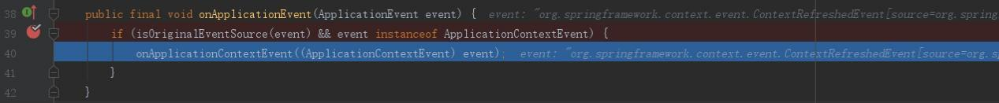 38 public final void onApplicationEvent(ApplicationEvent event) { event: "org.springframework.context.event.ContextRefreshedEvent[source=org.spring
39 if (isOriginalEventSource(event) && event instanceof ApplicationContextEvent) {
40 onApplicationContextEvent((ApplicationContextEvent) event); event: "org.springframework.context.event.ContextRefreshedEvent[source=org.sp
41 }
42 }